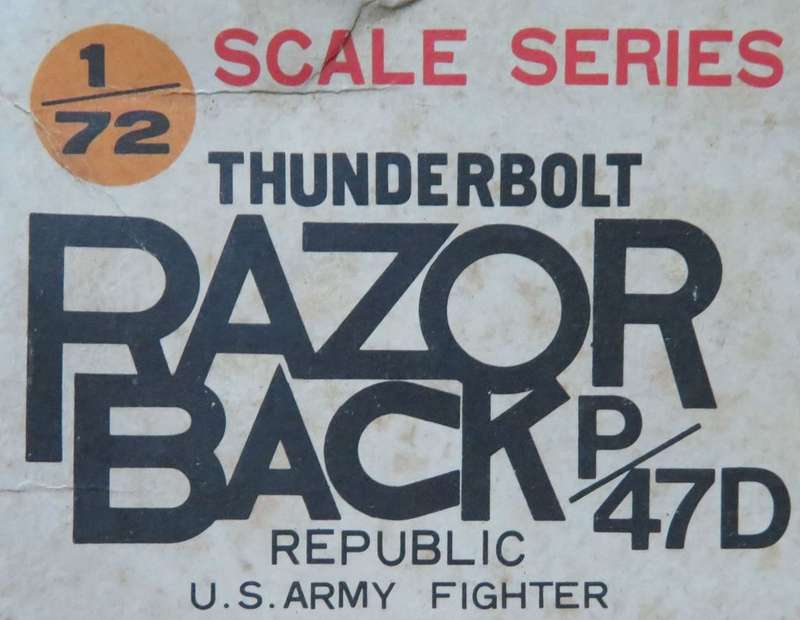 1/72
SCALE SERIES
THUNDERBOLT
RAZOR
BACK P/47D
REPUBLIC
U.S. ARMY FIGHTER